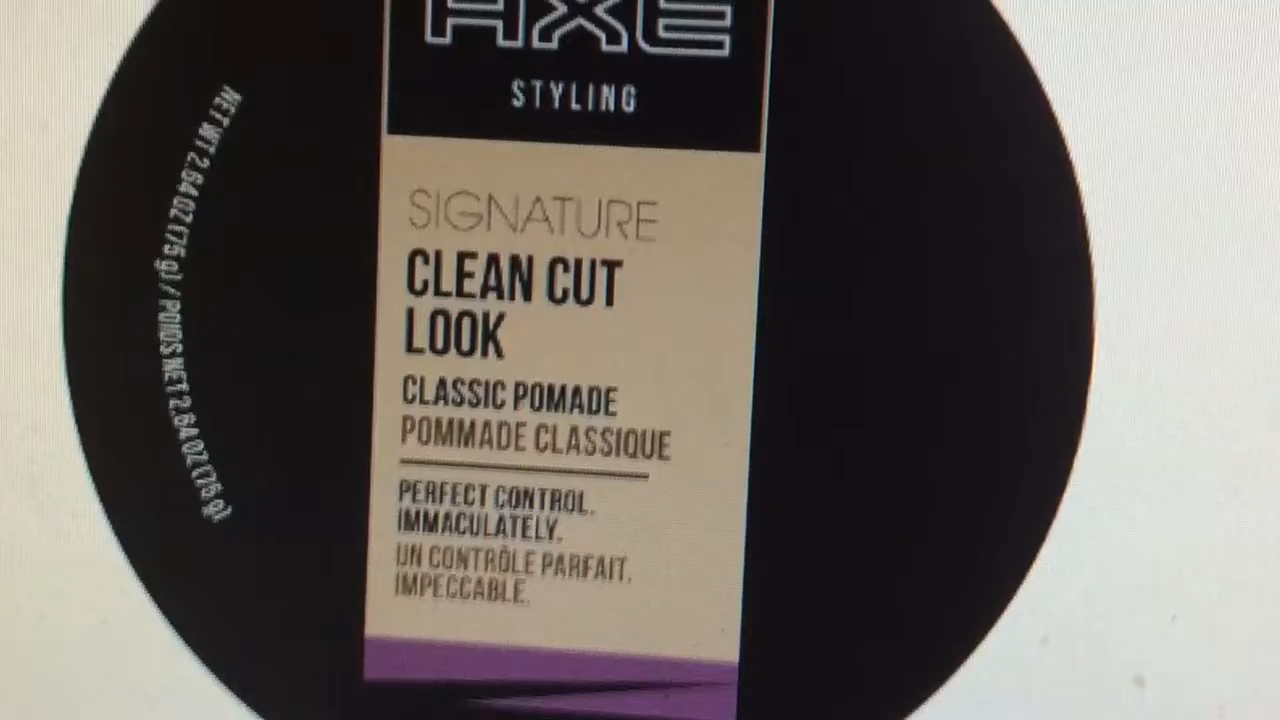 AXE
STYLING
SIGNATURE
CLEAN CUT
LOOK
CLASSIC POMADE
POMMADE CLASSIQUE
PERFECT CONTROL.
IMMACULATELY.
UN CONTRÔLE PARFAIT.
IMPECCABLE.
NET WT 2.64 OZ (75 g) / POIDS NET 2.64 OZ (75 g)